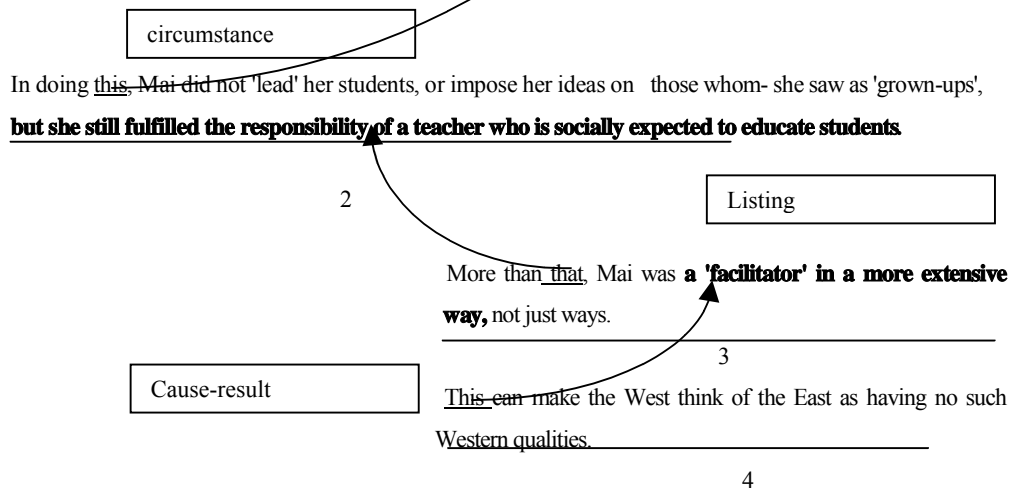 circumstance
In doing this, Mai did not 'lead' her students, or impose her ideas on those whom- she saw as 'grown-ups',
but she still fulfilled the responsibility of a teacher who is socially expected to educate students.
2
Listing
More than that, Mai was a 'facilitator' in a more extensive
way, not just ways.
3
Cause-result
This can make the West think of the East as having no such
Western qualities.
4